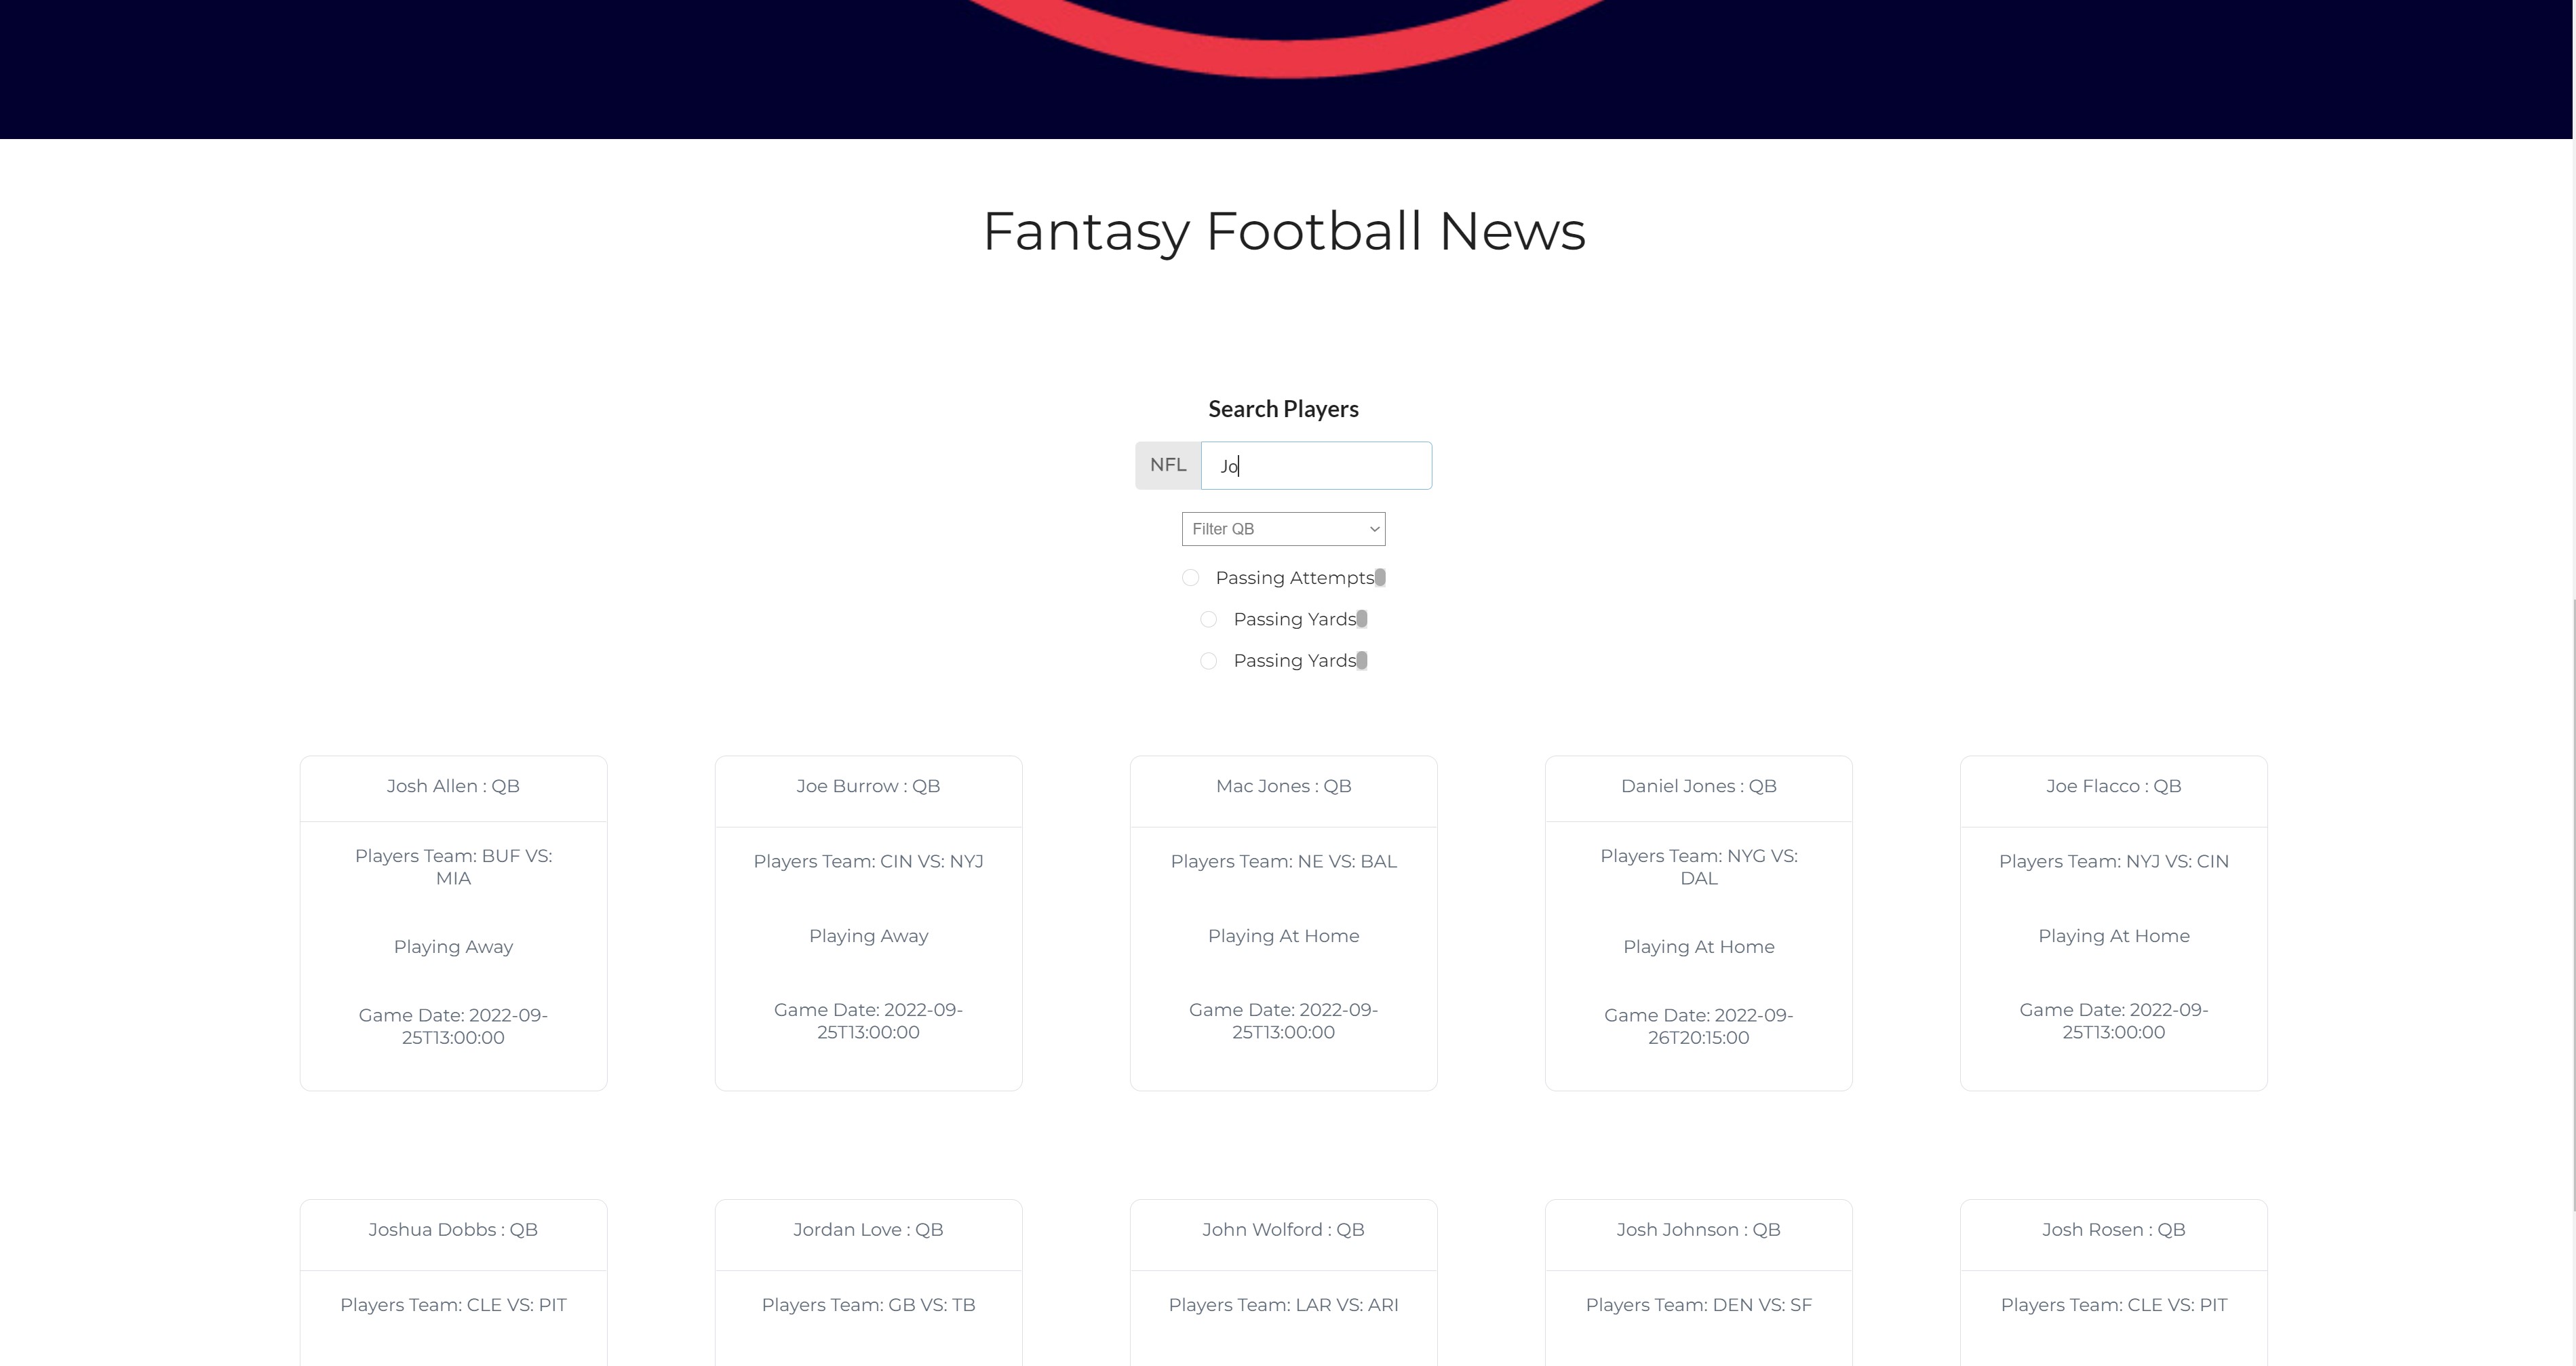 Fantasy Football News
Search Players
NFL
Jo
Filter QB
Passing Attempts
Passing Yards
Passing Yards
Josh Allen : QB
Players Team: BUF VS:
MIA
Playing Away
Game Date: 2022-09-
25T13:00:00
Joe Burrow : QB
Players Team: CIN VS: NYJ
Playing Away
Game Date: 2022-09-
25T13:00:00
Mac Jones : QB
Players Team: NE VS: BAL
Playing At Home
Game Date: 2022-09-
25T13:00:00
Daniel Jones : QB
Players Team: NYG VS:
DAL
Playing At Home
Game Date: 2022-09-
26T20:15:00
Joe Flacco : QB
Players Team: NYJ VS: CIN
Playing At Home
Game Date: 2022-09-
25T13:00:00
Joshua Dobbs : QB
Players Team: CLE VS: PIT
Jordan Love : QB
Players Team: GB VS: TB
John Wolford : QB
Players Team: LAR VS: ARI
Josh Johnson : QB
Players Team: DEN VS: SF
Josh Rosen : QB
Players Team: CLE VS: PIT